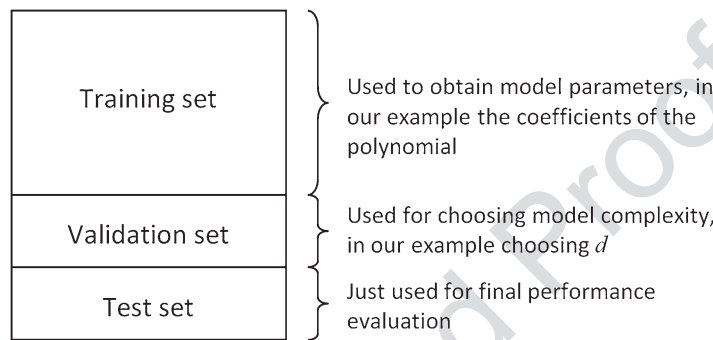 Training set
Used to obtain model parameters, in
our example the coefficients of the
polynomial
Validation set
Used for choosing model complexity,
in our example choosing d
Test set
Just used for final performance
evaluation
d Proof